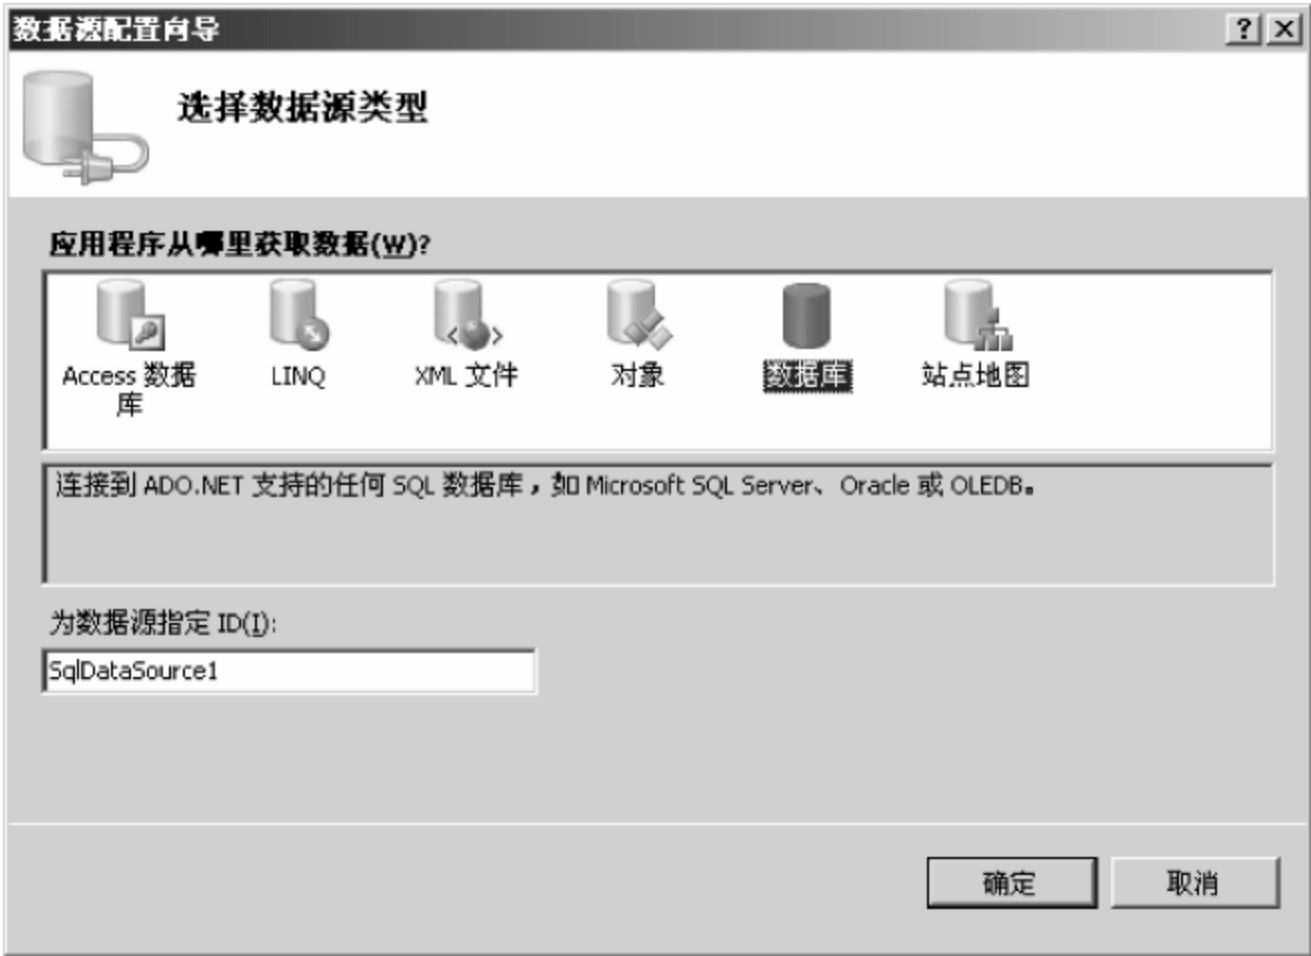 数据源配置向导
选择数据源类型
应用程序从哪里获取数据(W)?
Access 数据
库
LINQ
XML 文件
对象
数据库
站点地图
连接到 ADO.NET 支持的任何 SQL 数据库，如 Microsoft SQL Server、Oracle 或 OLEDB。
为数据源指定 ID(I):
SqlDataSource1
确定
取消